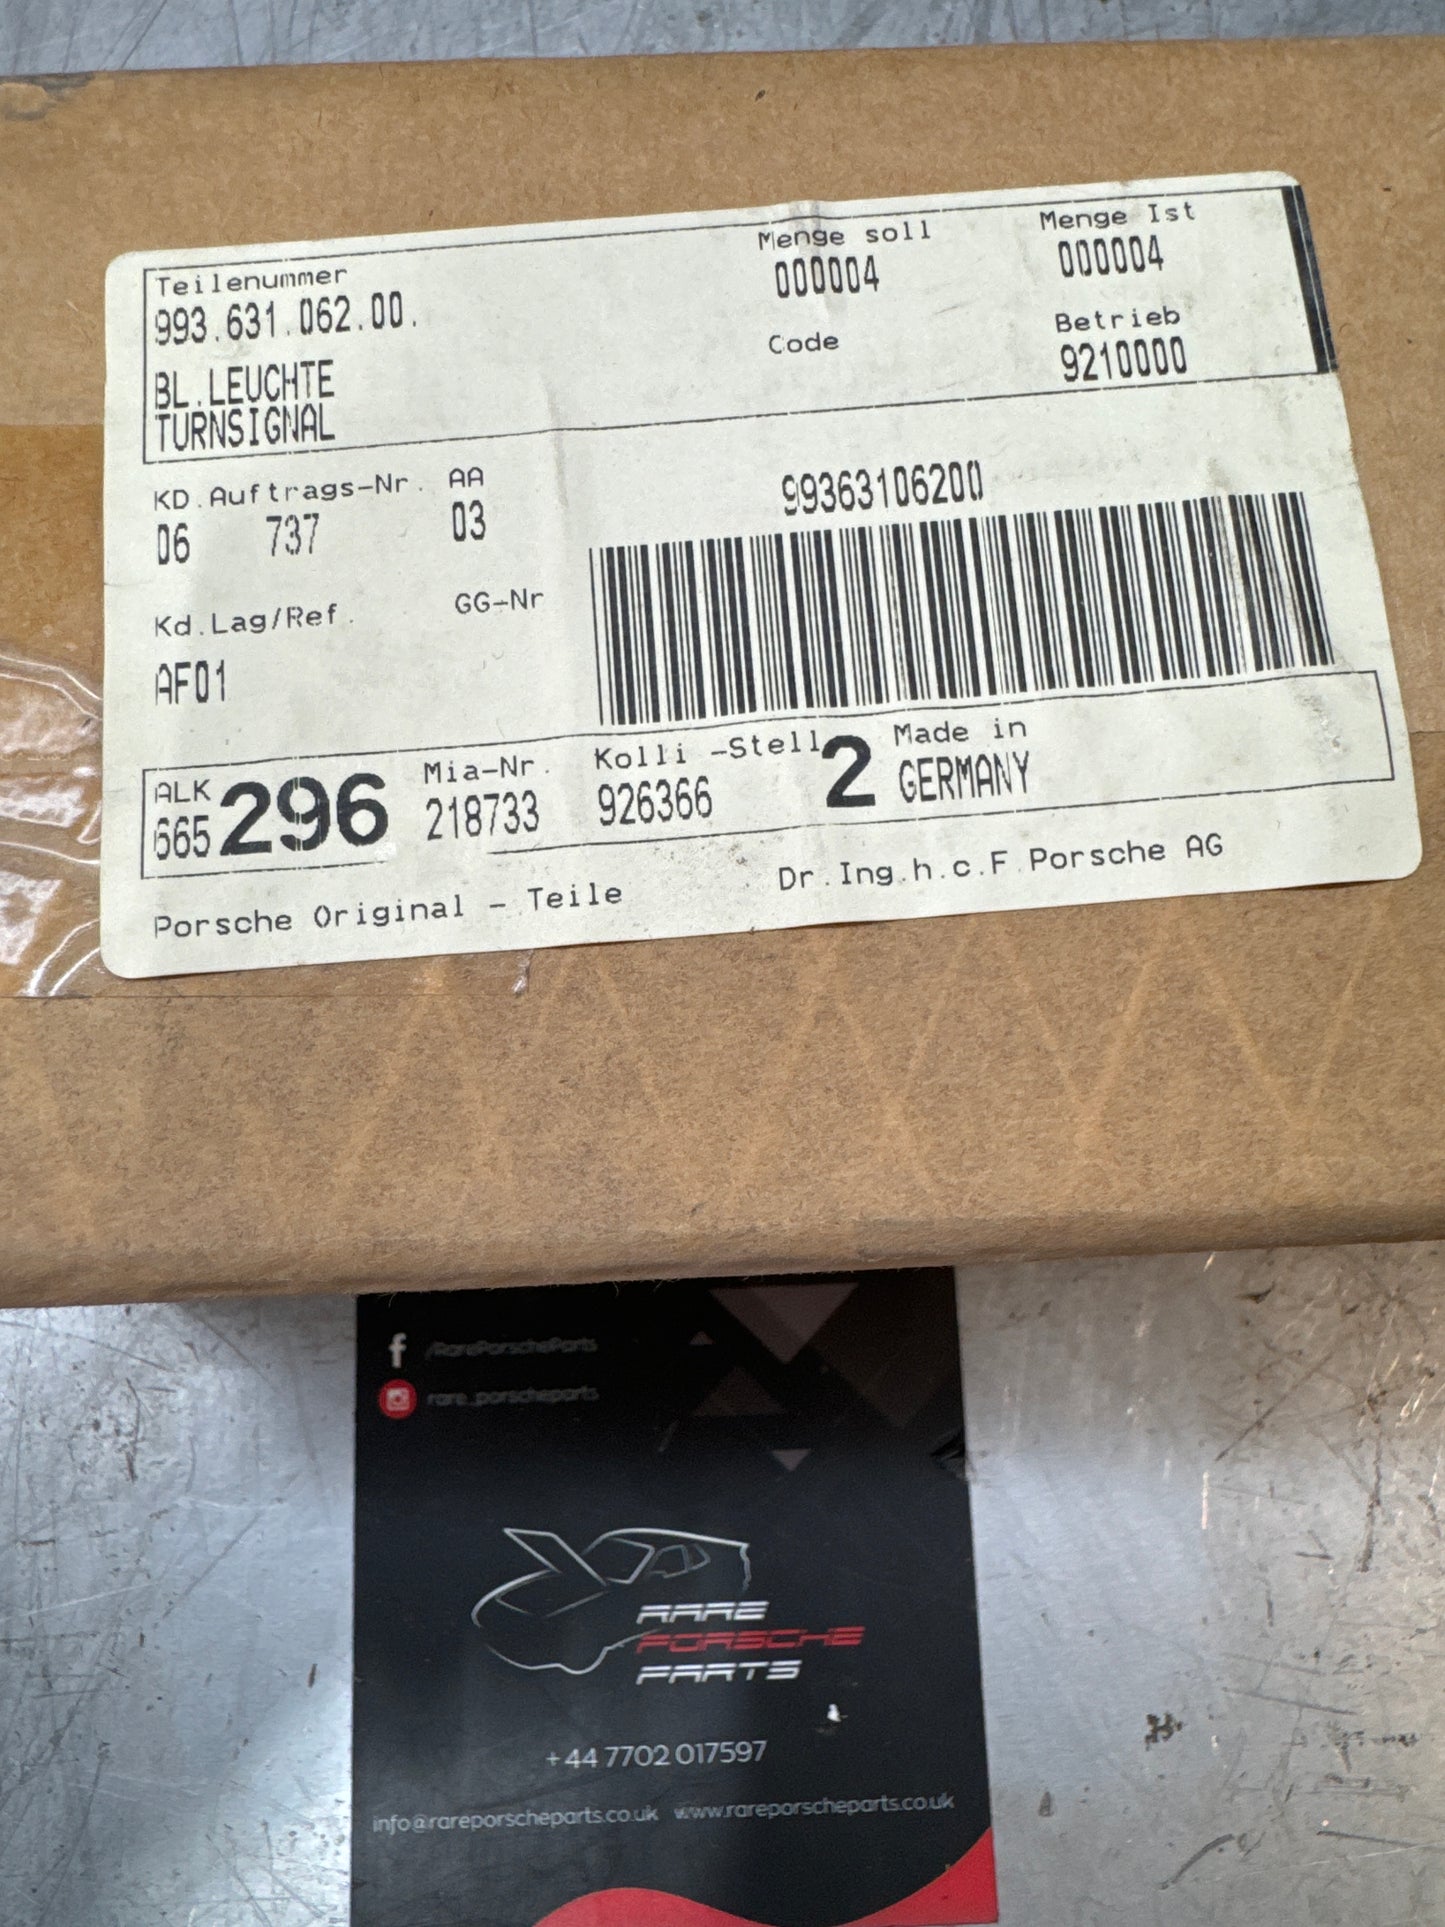 Teilenummer
993.631.062.00.
BL.LEUCHTE
TURNSIGNAL
Menge soll
000004
Menge Ist
000004
Code
Betrieb
9210000
KD.Auftrags-Nr. AA
06 737 03
Kd.Lag/Ref. GG-Nr
AF01
99363106200
ALK
665 296
Mia-Nr.
218733
Kolli-Stell
926366
2
Made in
GERMANY
Porsche Original - Teile
Dr.Ing.h.c.F.Porsche AG
f /RarePorscheParts
rare_porscheparts
RARE
PORSCHE
PARTS
+44 7702 017597
info@rareporscheparts.co.uk www.rareporscheparts.co.uk